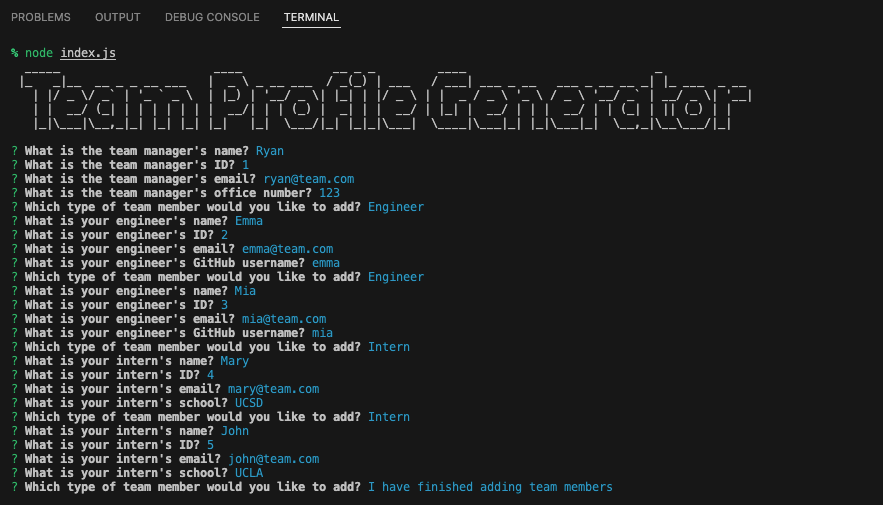 PROBLEMS OUTPUT DEBUG CONSOLE TERMINAL
% node index.js
Team Profile Generator
? What is the team manager's name? Ryan
? What is the team manager's ID? 1
? What is the team manager's email? ryan@team.com
? What is the team manager's office number? 123
? Which type of team member would you like to add? Engineer
? What is your engineer's name? Emma
? What is your engineer's ID? 2
? What is your engineer's email? emma@team.com
? What is your engineer's GitHub username? emma
? Which type of team member would you like to add? Engineer
? What is your engineer's name? Mia
? What is your engineer's ID? 3
? What is your engineer's email? mia@team.com
? What is your engineer's GitHub username? mia
? Which type of team member would you like to add? Intern
? What is your intern's name? Mary
? What is your intern's ID? 4
? What is your intern's email? mary@team.com
? What is your intern's school? UCSD
? Which type of team member would you like to add? Intern
? What is your intern's name? John
? What is your intern's ID? 5
? What is your intern's email? john@team.com
? What is your intern's school? UCLA
? Which type of team member would you like to add? I have finished adding team members